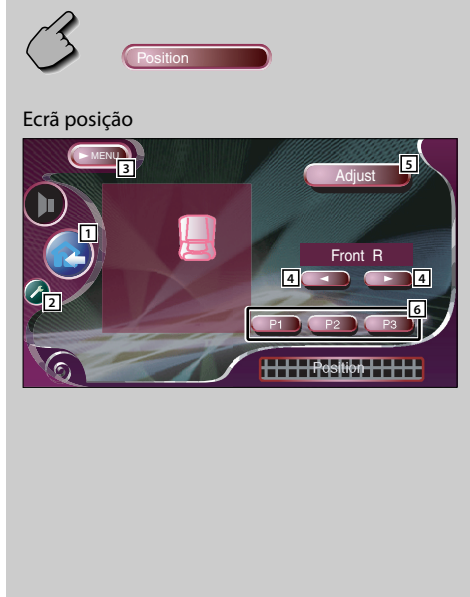 Position
Ecrã posição
► MENU
3
5
Adjust
1
2
Front R
4 ◄ ► 4
6
P1 P2 P3
Position